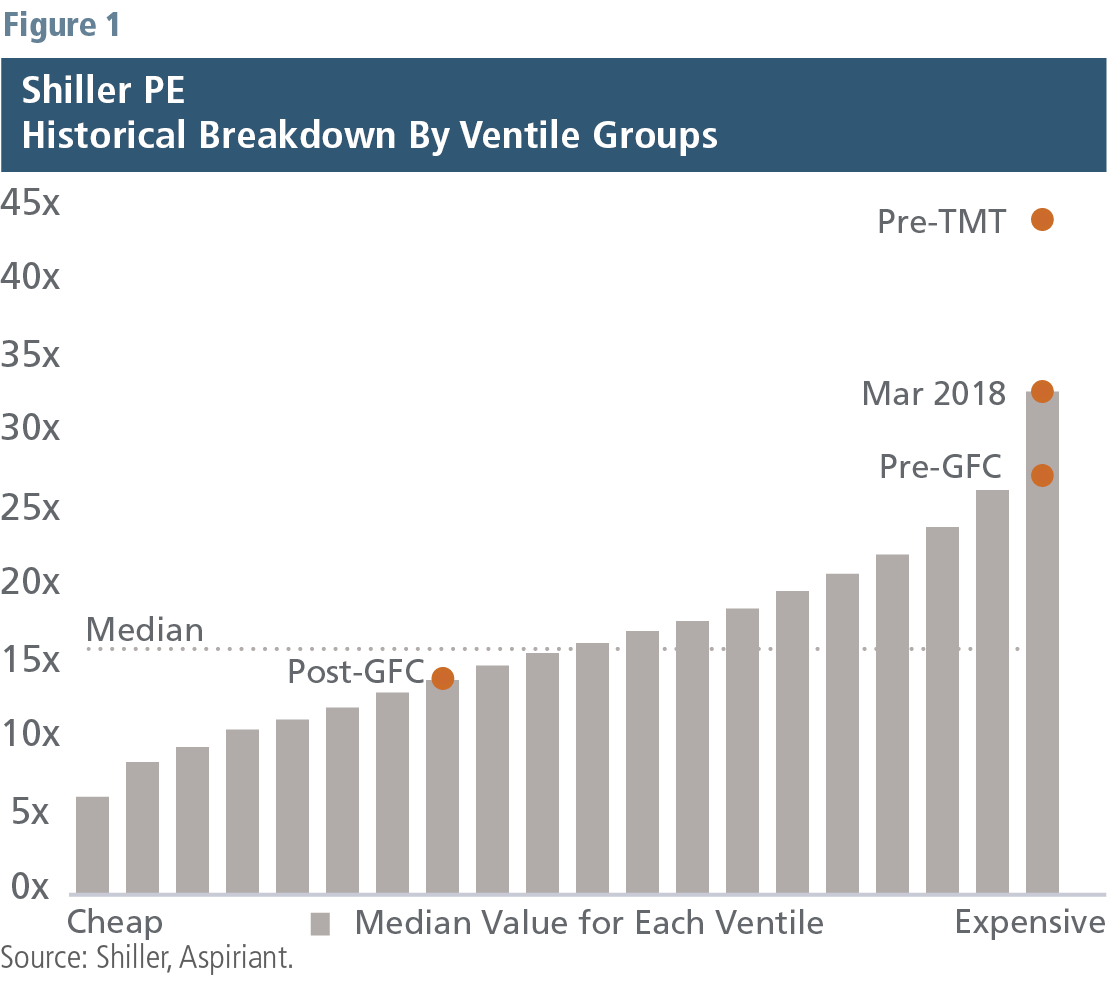 Figure 1
Shiller PE
Historical Breakdown By Ventile Groups
45x
Pre-TMT
40x
35x
Mar 2018
30x
Pre-GFC
25x
20x
Median
15x
Post-GFC
10x
5x
0x
Cheap
Median Value for Each Ventile
Expensive
Source: Shiller, Aspiriant.